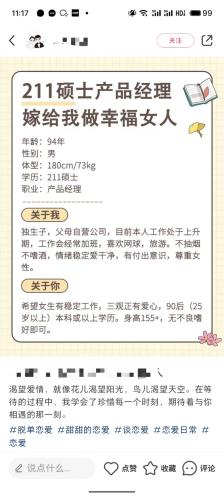 11:17
99
关注
211硕士产品经理
嫁给我做幸福女人
年龄：94年
性别：男
体型：180cm/73kg
学历：211硕士
职业：产品经理
关于我
独生子，父母自营公司，目前本人工作处于上升
期，工作会经常加班，喜欢网球，旅游。不抽烟
不嗜酒，情绪稳定爱干净，有付出意识，尊重女
性。
关于你
希望女生有稳定工作，三观正有爱心，90后（25
岁以上）本科或以上学历。身高155+，无不良嗜
好即可。
渴望爱情，就像花儿渴望阳光，鸟儿渴望天空。在等
待的过程中，我学会了珍惜每一个时刻，期待着与你
相遇的那一刻。
#脱单恋爱 #甜甜的恋爱 #谈恋爱 #恋爱日常 #
恋爱
说点什么...
点赞
收藏
评论